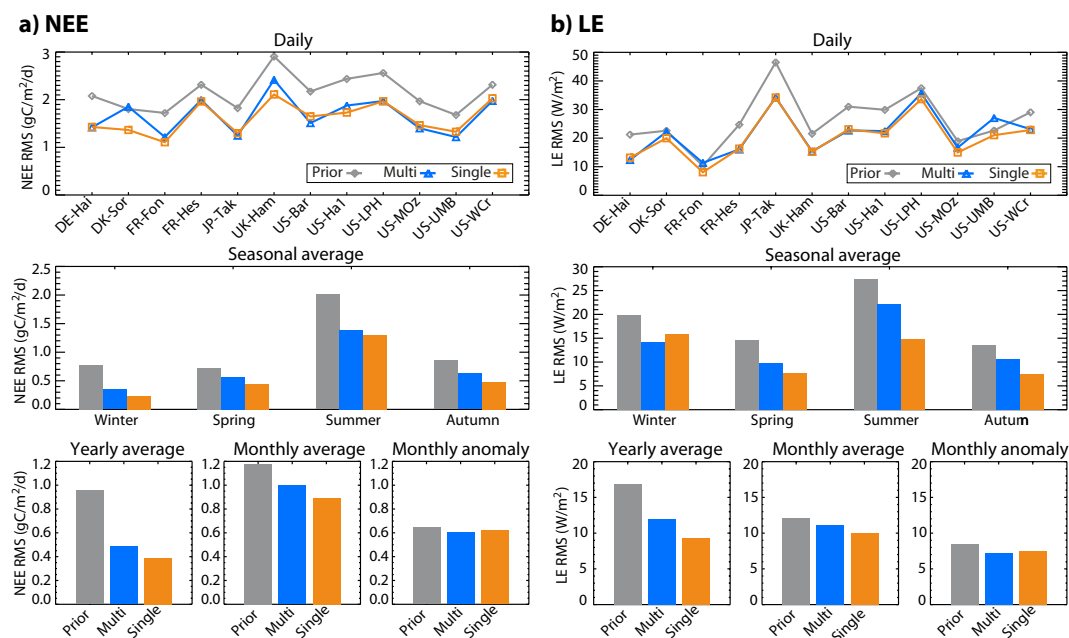 a) NEE
Daily
NEE RMS (gC/m²/d)
3
2
1
0
Prior Multi Single
DE-Hai DK-Sor FR-Fon FR-Hes JP-Tak UK-Ham US-Bar US-Ha1 US-LPH US-MOz US-UMB US-WCr
b) LE
Daily
LE RMS (W/m²)
50
40
30
20
10
0
Prior Multi Single
DE-Hai DK-Sor FR-Fon FR-Hes JP-Tak UK-Ham US-Bar US-Ha1 US-LPH US-MOz US-UMB US-WCr
Seasonal average
NEE RMS (gC/m²/d)
2.5
2.0
1.5
1.0
0.5
0.0
Winter Spring Summer Autumn
Seasonal average
LE RMS (W/m²)
30
25
20
15
10
5
0
Winter Spring Summer Autumn
Yearly average
NEE RMS (gC/m²/d)
1.2
1.0
0.8
0.6
0.4
0.2
0.0
Prior Multi Single
Monthly average
1.2
1.0
0.8
0.6
0.4
0.2
0.0
Prior Multi Single
Monthly anomaly
1.2
1.0
0.8
0.6
0.4
0.2
0.0
Prior Multi Single
Yearly average
LE RMS (W/m²)
20
15
10
5
0
Prior Multi Single
Monthly average
20
15
10
5
0
Prior Multi Single
Monthly anomaly
20
15
10
5
0
Prior Multi Single